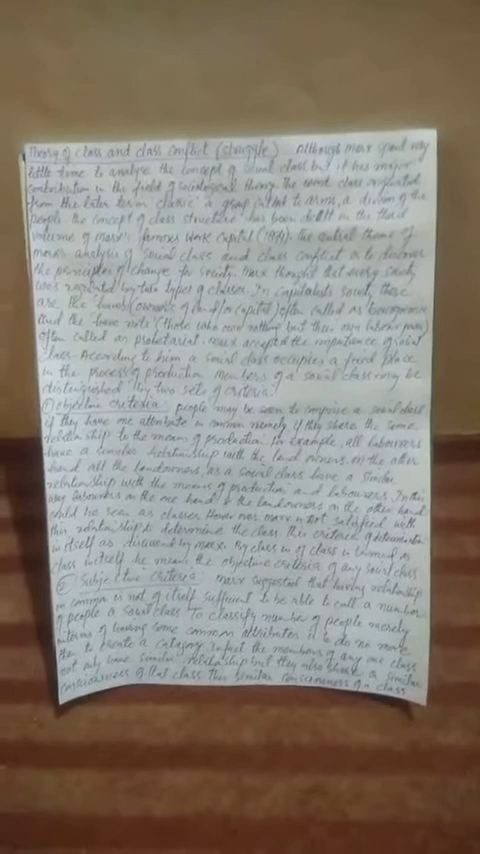 Theory of class and class conflict (struggle) Although marx spent very
little time to analyse the concept of social class but it has major
contribution in the field of sociological theory. The word class originated
from the later term classic a group called to arms, a division of the
people. the concept of class structure has been dealt in the third
volume of marx's famous work capital (1974). the central theme of
marx's analysis of social class and class conflict is to discover
the principles of change for society. marx thought that every society
was regulated by two types of classes. In capitalists society these
are, the haves (owners of land/or capital) often called as bourgeoisie
and the have nots (those who own nothing but their own labour power)
often called as proletariat. marx accepted the importance of social
class. According to him a social class occupies a fixed place
in the process of production members of a social class may be
distinguished by two sets of criteria.
① objective criteria: people may be seen to comprise a social class
if they have one attribute in common namely if they share the same
relationship to the means of production. for example, all labourers
have a similar relationship with the land owners. on the other
hand all the landowners, as a social class have a similar
relationship with the means of production and labourers. In this
way labourers on the one hand & the landowners on the other hand
could be seen as classes. However marx is not satisfied with
this relationship to determine the class. this criteria of determination
in itself as discussed by marx. By class in of class is termed as
class in itself he means the objective criteria of any social class
② Subjective criteria: marx suggested that having relationship
in common is not of itself sufficient to be able to call a number
of people a social class. To classify number of people merely
in terms of having some common attributes is to do no more
then to create a category. Infact the members of any one class
not only have similar relationship but they also share a similar
consciousness of that class. this similar consciousness of a class